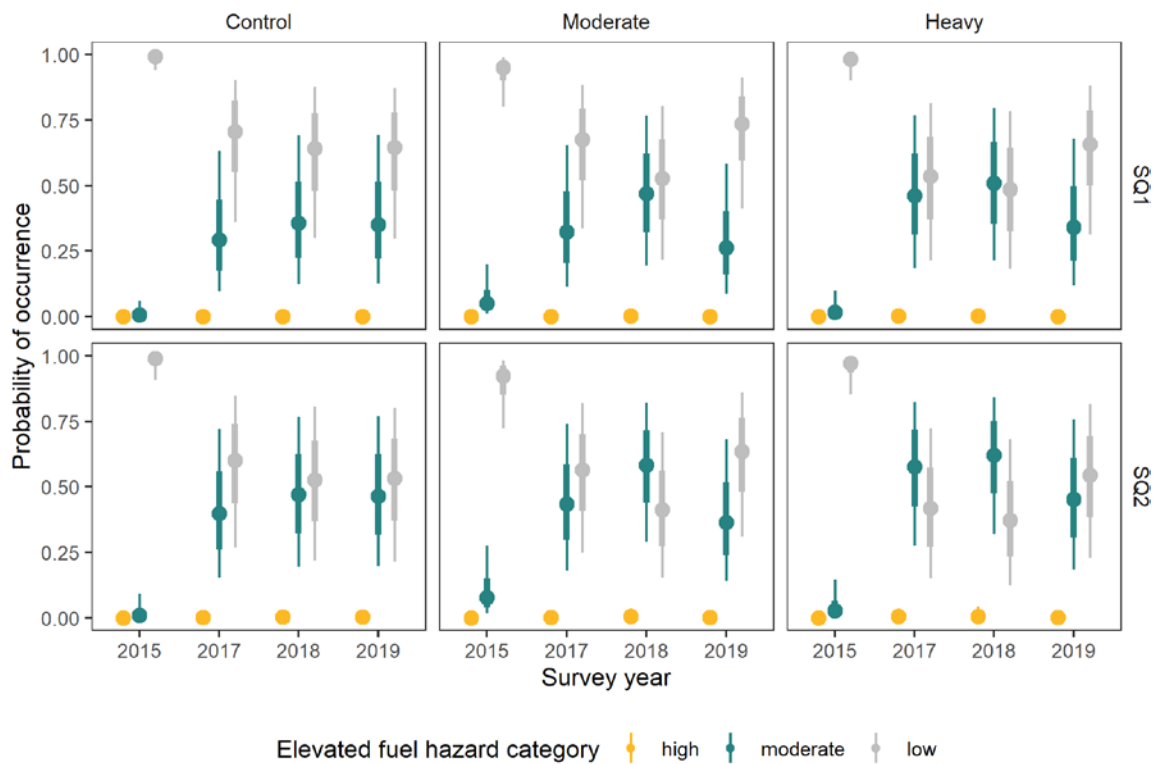 Control Moderate Heavy
1.00
0.75
0.50
0.25
0.00
SQ1
1.00
0.75
0.50
0.25
0.00
SQ2
Probability of occurrence
2015 2017 2018 2019 2015 2017 2018 2019 2015 2017 2018 2019
Survey year
Elevated fuel hazard category high moderate low